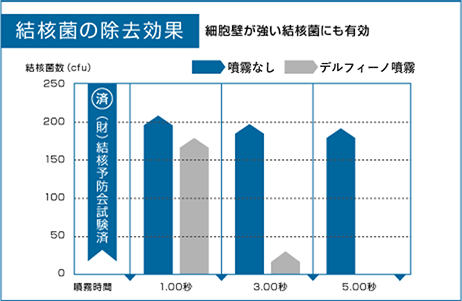 結核菌の除去効果 細胞壁が強い結核菌にも有効
結核菌数（cfu） 噴霧なし デルフィーノ噴霧
250
200
150
100
50
0
済
（財）結核予防会試験済
噴霧時間 1.00秒 3.00秒 5.00秒